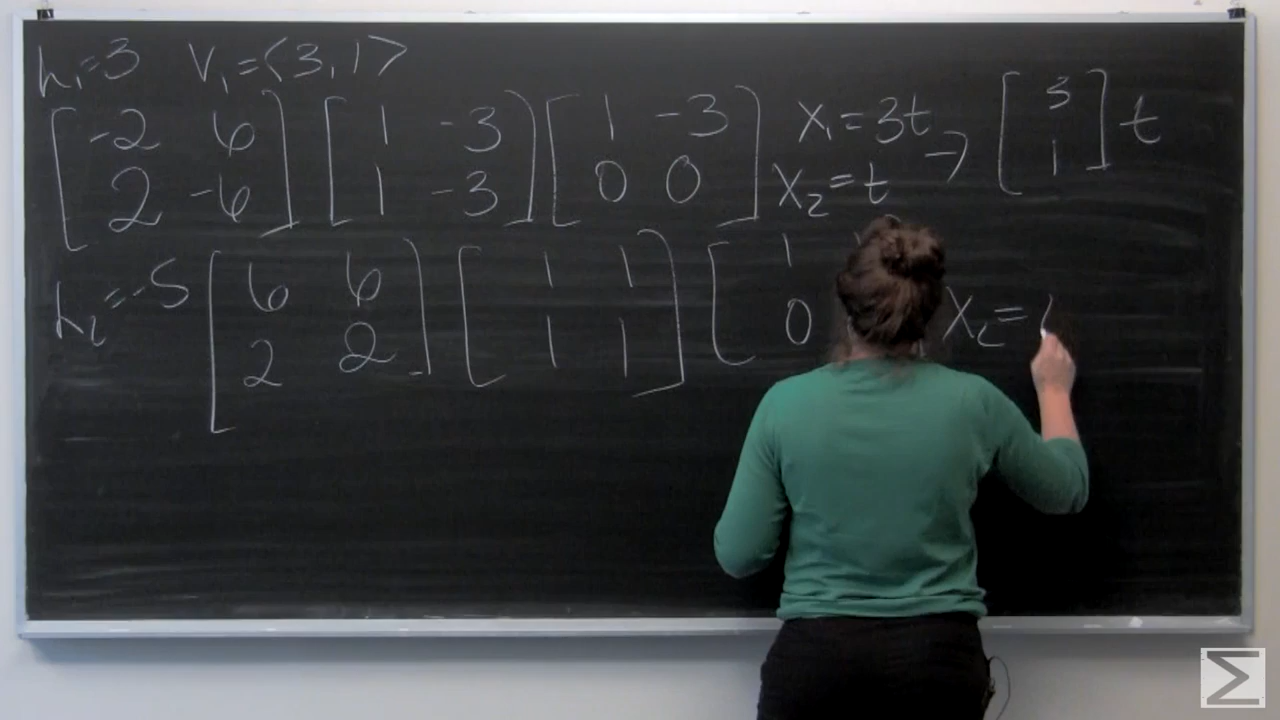 λ₁=3 V₁=⟨3,1⟩
[-2 6] [1 -3] [1 -3] X₁=3t → [3] t
[2 -6] [1 -3] [0 0] X₂=t [1]
λ₂=-5 [6 6] [1 1] [1
[2 2] [1 1] [0 X₂=
Σ